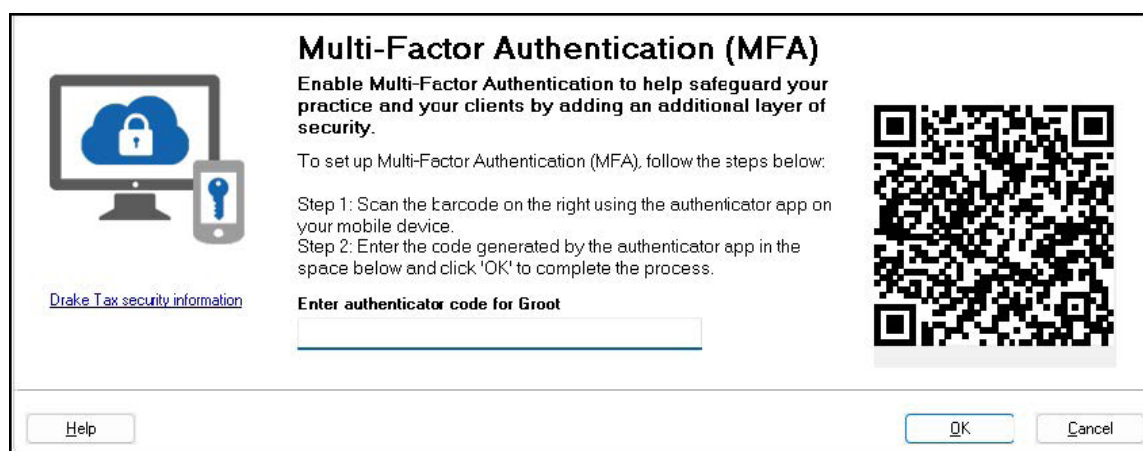 Multi-Factor Authentication (MFA)
Enable Multi-Factor Authentication to help safeguard your
practice and your clients by adding an additional layer of
security.
To set up Multi-Factor Authentication (MFA), follow the steps below:
Step 1: Scan the barcode on the right using the authenticator app on
your mobile device.
Step 2: Enter the code generated by the authenticator app in the
space below and click 'OK' to complete the process.
Drake Tax security information
Enter authenticator code for Groot
Help
OK
Cancel